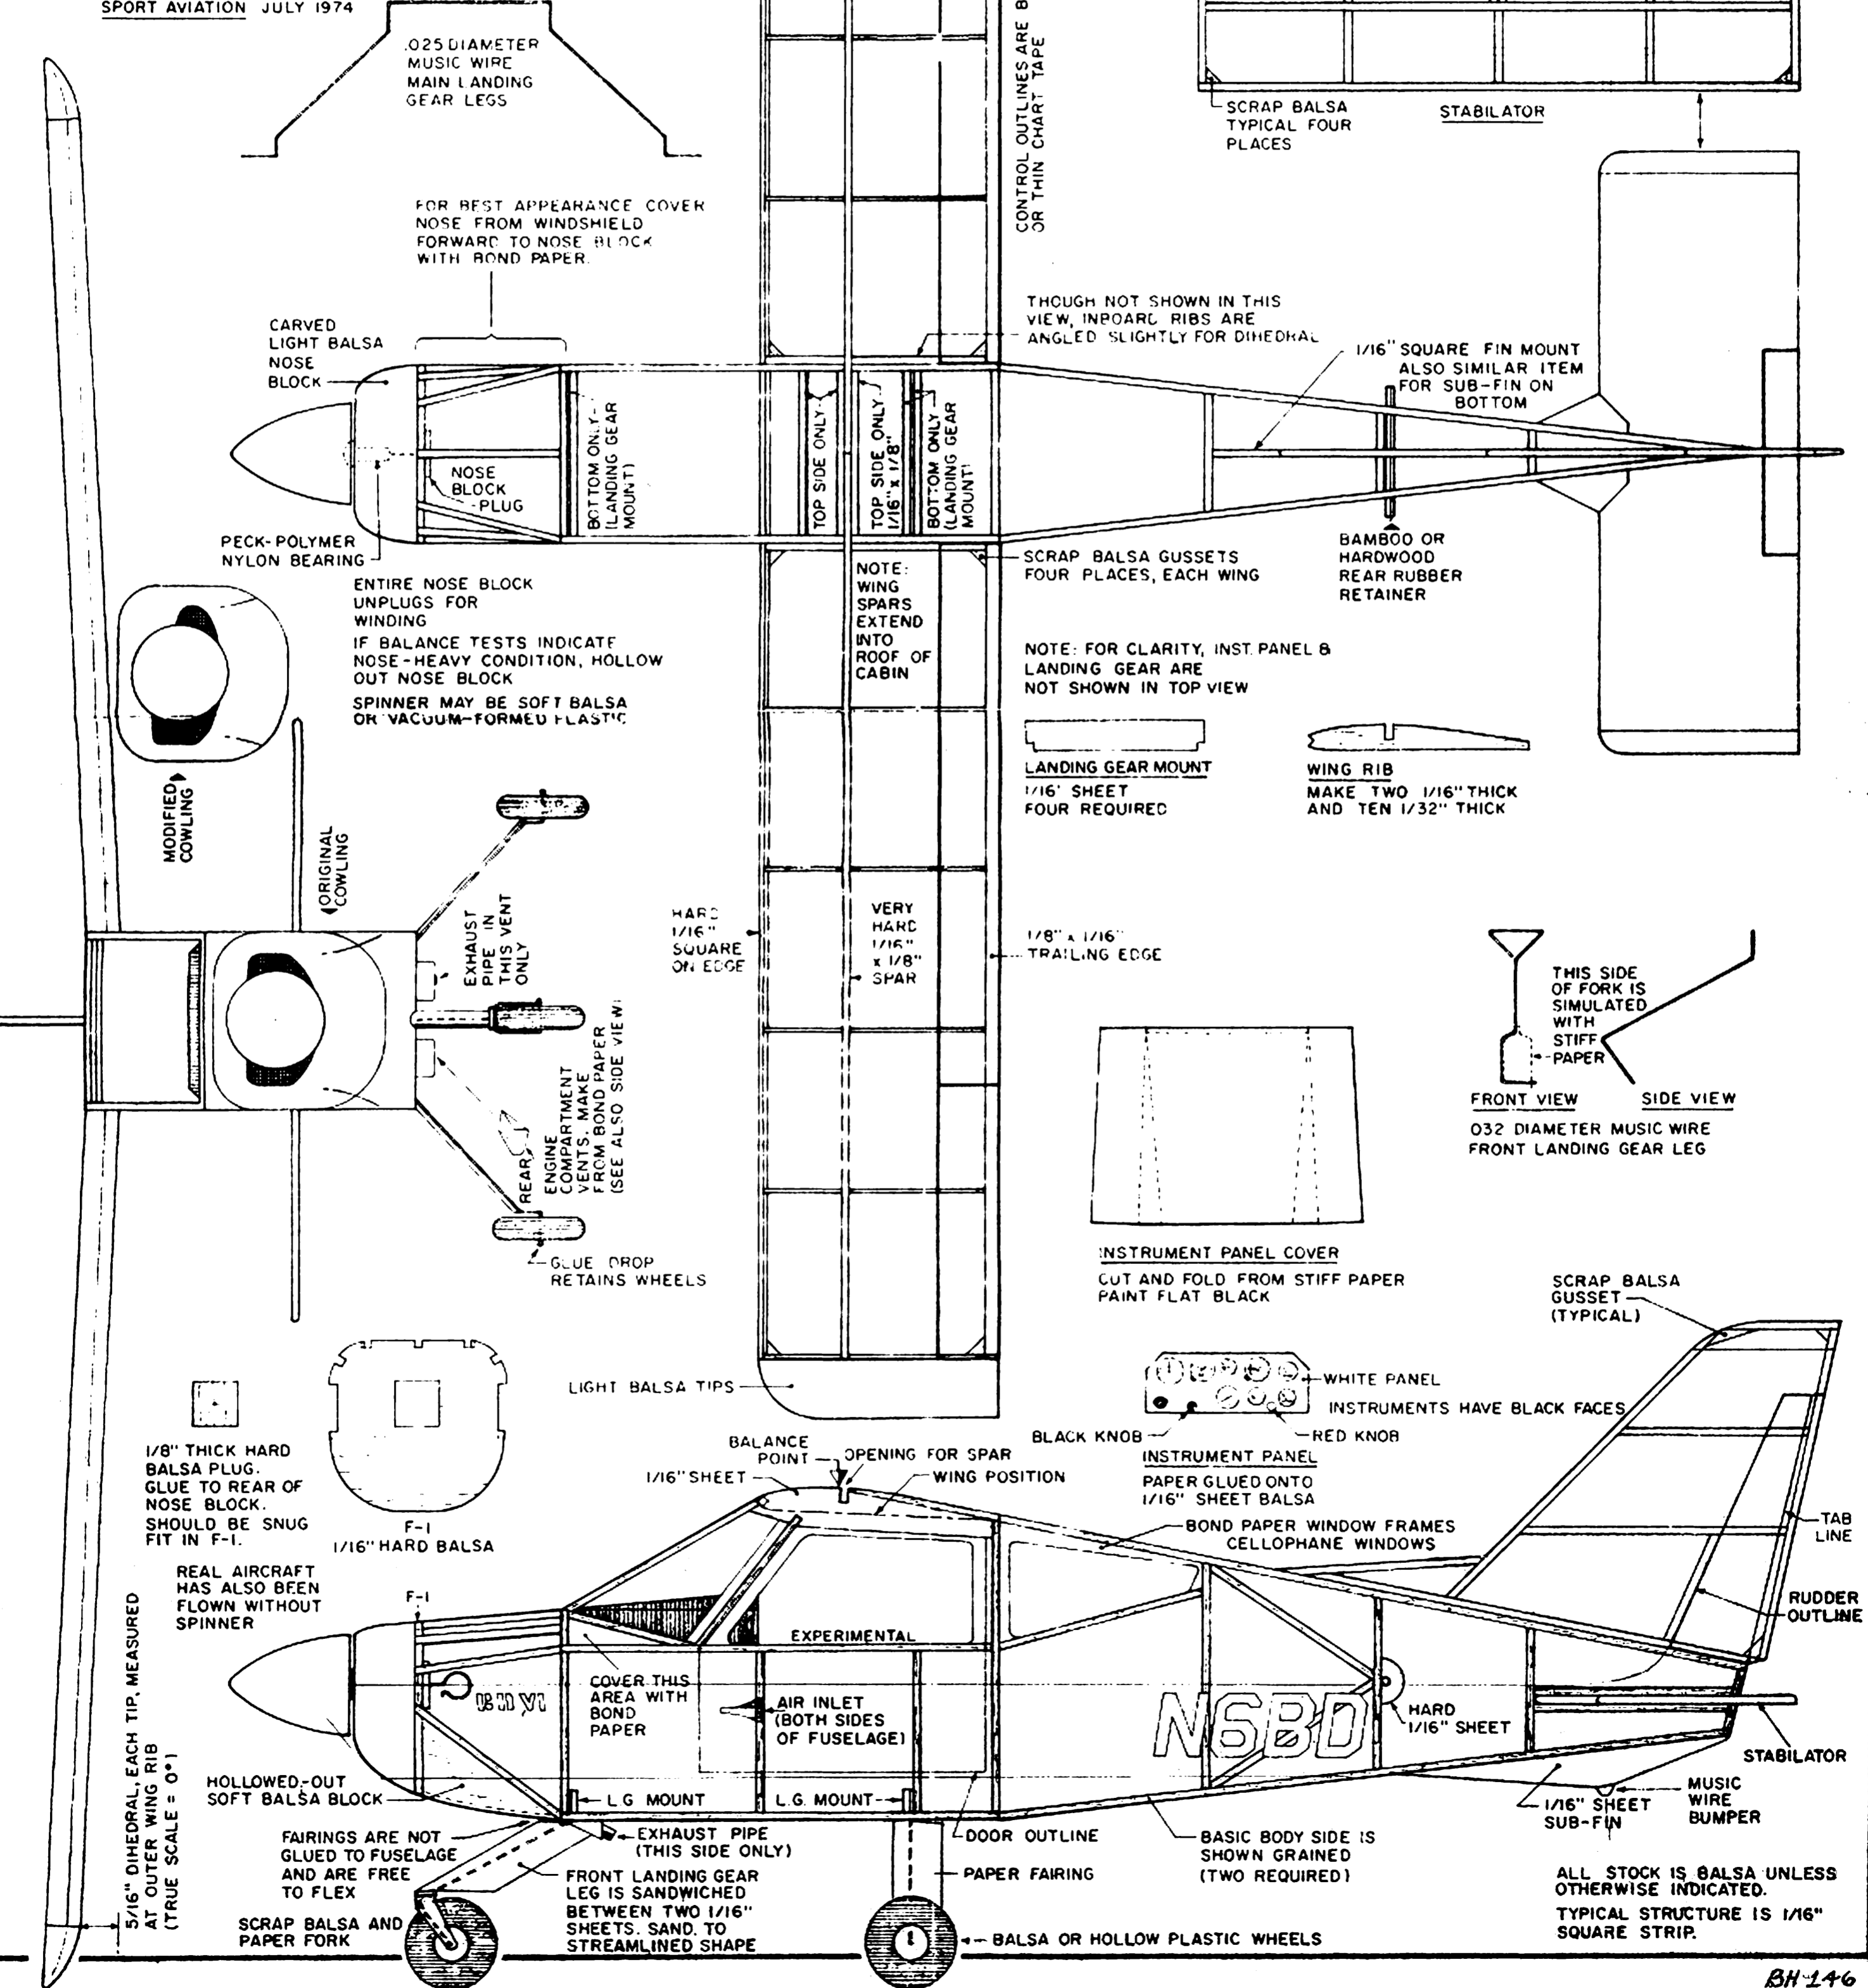 SPORT AVIATION JULY 1974
.025 DIAMETER
MUSIC WIRE
MAIN LANDING
GEAR LEGS
CONTROL OUTLINES ARE
OR THIN CHART TAPE
SCRAP BALSA
TYPICAL FOUR
PLACES
STABILATOR
FOR BEST APPEARANCE COVER
NOSE FROM WINDSHIELD
FORWARD TO NOSE BLOCK
WITH BOND PAPER.
CARVED
LIGHT BALSA
NOSE
BLOCK
THOUGH NOT SHOWN IN THIS
VIEW, INBOARD RIBS ARE
ANGLED SLIGHTLY FOR DIHEDRAL
1/16" SQUARE FIN MOUNT
ALSO SIMILAR ITEM
FOR SUB-FIN ON
BOTTOM
NOSE
BLOCK
PLUG
BOTTOM ONLY
(LANDING GEAR
MOUNT)
TOP SIDE ONLY
TOP SIDE ONLY
1/16" x 1/8"
BOTTOM ONLY
(LANDING GEAR
MOUNT)
PECK-POLYMER
NYLON BEARING
ENTIRE NOSE BLOCK
UNPLUGS FOR
WINDING
IF BALANCE TESTS INDICATE
NOSE-HEAVY CONDITION, HOLLOW
OUT NOSE BLOCK
SPINNER MAY BE SOFT BALSA
OR VACUUM-FORMED PLASTIC
NOTE:
WING
SPARS
EXTEND
INTO
ROOF OF
CABIN
SCRAP BALSA GUSSETS
FOUR PLACES, EACH WING
BAMBOO OR
HARDWOOD
REAR RUBBER
RETAINER
NOTE: FOR CLARITY, INST. PANEL &
LANDING GEAR ARE
NOT SHOWN IN TOP VIEW
LANDING GEAR MOUNT
1/16" SHEET
FOUR REQUIRED
WING RIB
MAKE TWO 1/16" THICK
AND TEN 1/32" THICK
MODIFIED
COWLING
ORIGINAL
COWLING
EXHAUST
PIPE IN
THIS VENT
ONLY
HARD
1/16"
SQUARE
ON EDGE
VERY
HARD
1/16"
x 1/8"
SPAR
1/8" x 1/16"
TRAILING EDGE
THIS SIDE
OF FORK IS
SIMULATED
WITH
STIFF
PAPER
FRONT VIEW
SIDE VIEW
032 DIAMETER MUSIC WIRE
FRONT LANDING GEAR LEG
REAR
ENGINE
COMPARTMENT
VENTS. MAKE
FROM BOND PAPER
(SEE ALSO SIDE VIEW)
GLUE DROP
RETAINS WHEELS
INSTRUMENT PANEL COVER
CUT AND FOLD FROM STIFF PAPER
PAINT FLAT BLACK
SCRAP BALSA
GUSSET
(TYPICAL)
LIGHT BALSA TIPS
WHITE PANEL
INSTRUMENTS HAVE BLACK FACES
BLACK KNOB
RED KNOB
INSTRUMENT PANEL
PAPER GLUED ONTO
1/16" SHEET BALSA
1/8" THICK HARD
BALSA PLUG.
GLUE TO REAR OF
NOSE BLOCK.
SHOULD BE SNUG
FIT IN F-1.
F-1
1/16" HARD BALSA
BALANCE
POINT
OPENING FOR SPAR
1/16" SHEET
WING POSITION
BOND PAPER WINDOW FRAMES
CELLOPHANE WINDOWS
TAB
LINE
REAL AIRCRAFT
HAS ALSO BEEN
FLOWN WITHOUT
SPINNER
F-1
RUDDER
OUTLINE
5/16" DIHEDRAL, EACH TIP, MEASURED
AT OUTER WING RIB
(TRUE SCALE = 0°)
EXPERIMENTAL
COVER THIS
AREA WITH
BOND
PAPER
AIR INLET
(BOTH SIDES
OF FUSELAGE)
N6BD
HARD
1/16" SHEET
STABILATOR
HOLLOWED-OUT
SOFT BALSA BLOCK
L.G. MOUNT
L.G. MOUNT
1/16" SHEET
SUB-FIN
MUSIC
WIRE
BUMPER
FAIRINGS ARE NOT
GLUED TO FUSELAGE
AND ARE FREE
TO FLEX
EXHAUST PIPE
(THIS SIDE ONLY)
DOOR OUTLINE
BASIC BODY SIDE IS
SHOWN GRAINED
(TWO REQUIRED)
FRONT LANDING GEAR
LEG IS SANDWICHED
BETWEEN TWO 1/16"
SHEETS. SAND TO
STREAMLINED SHAPE
PAPER FAIRING
SCRAP BALSA AND
PAPER FORK
BALSA OR HOLLOW PLASTIC WHEELS
ALL STOCK IS BALSA UNLESS
OTHERWISE INDICATED.
TYPICAL STRUCTURE IS 1/16"
SQUARE STRIP.
BH-146